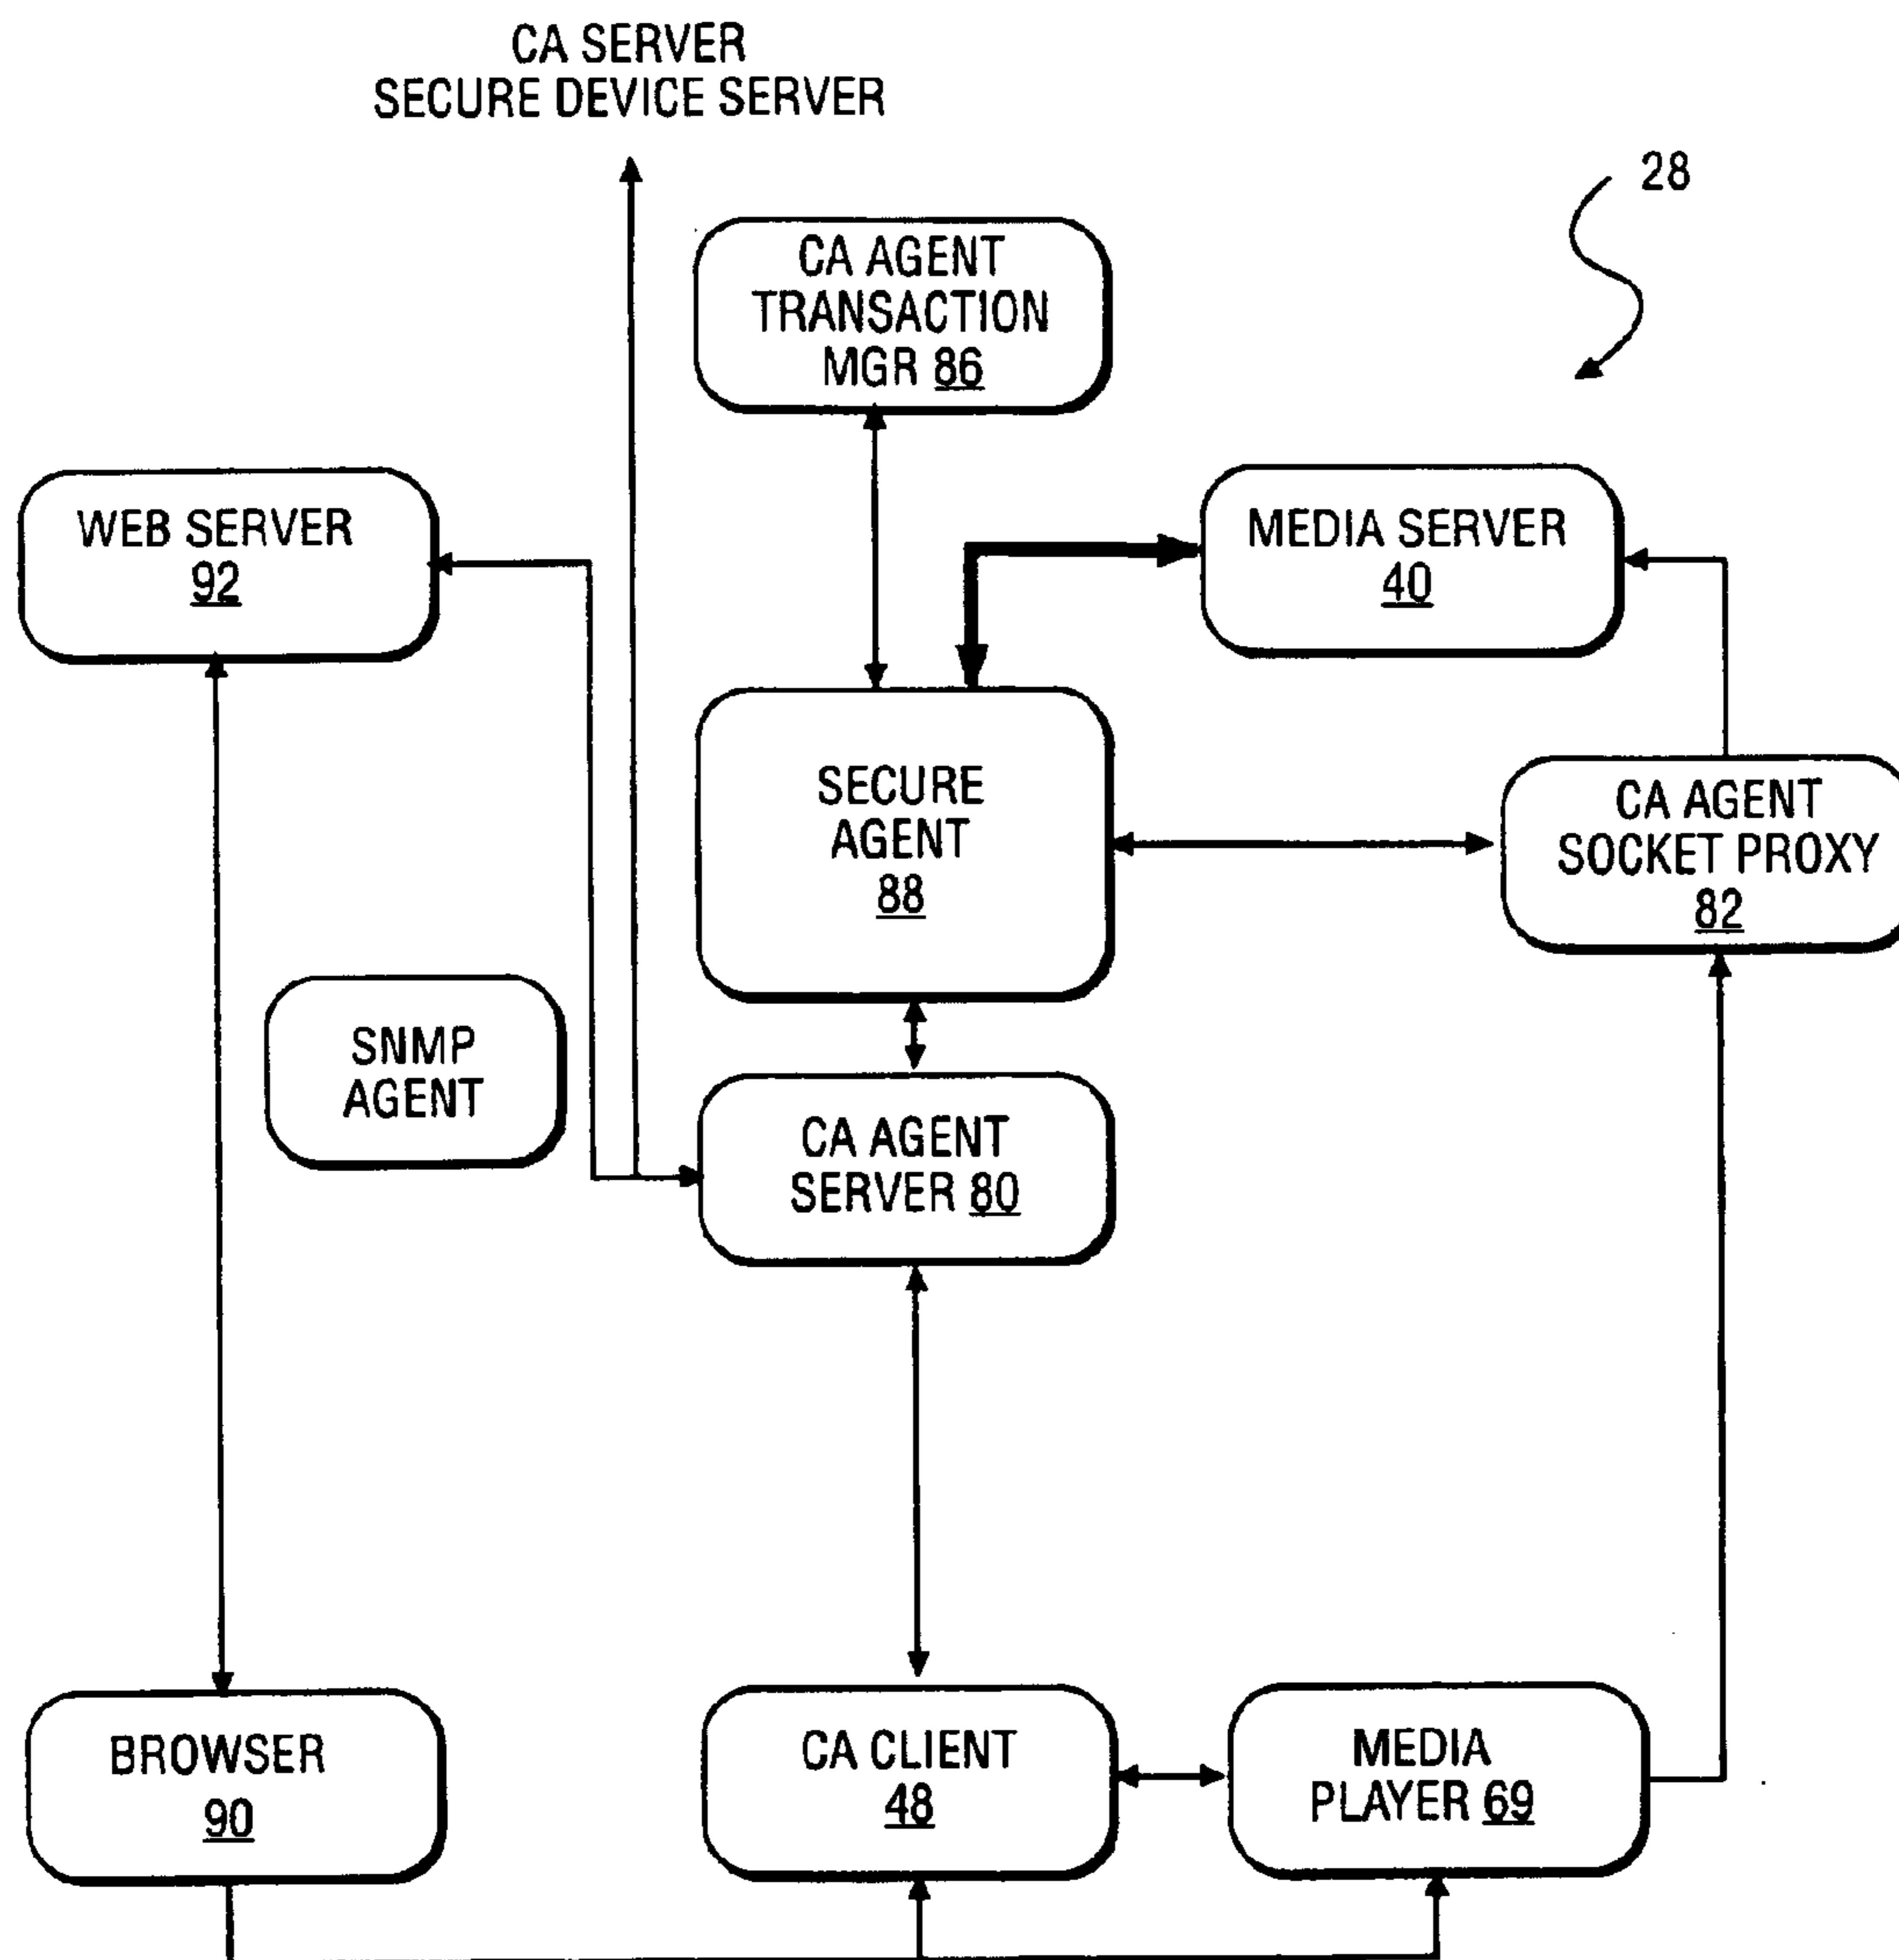 CA SERVER
SECURE DEVICE SERVER
28
CA AGENT
TRANSACTION
MGR 86
WEB SERVER
92
MEDIA SERVER
40
SECURE
AGENT
88
CA AGENT
SOCKET PROXY
82
SNMP
AGENT
CA AGENT
SERVER 80
BROWSER
90
CA CLIENT
48
MEDIA
PLAYER 69